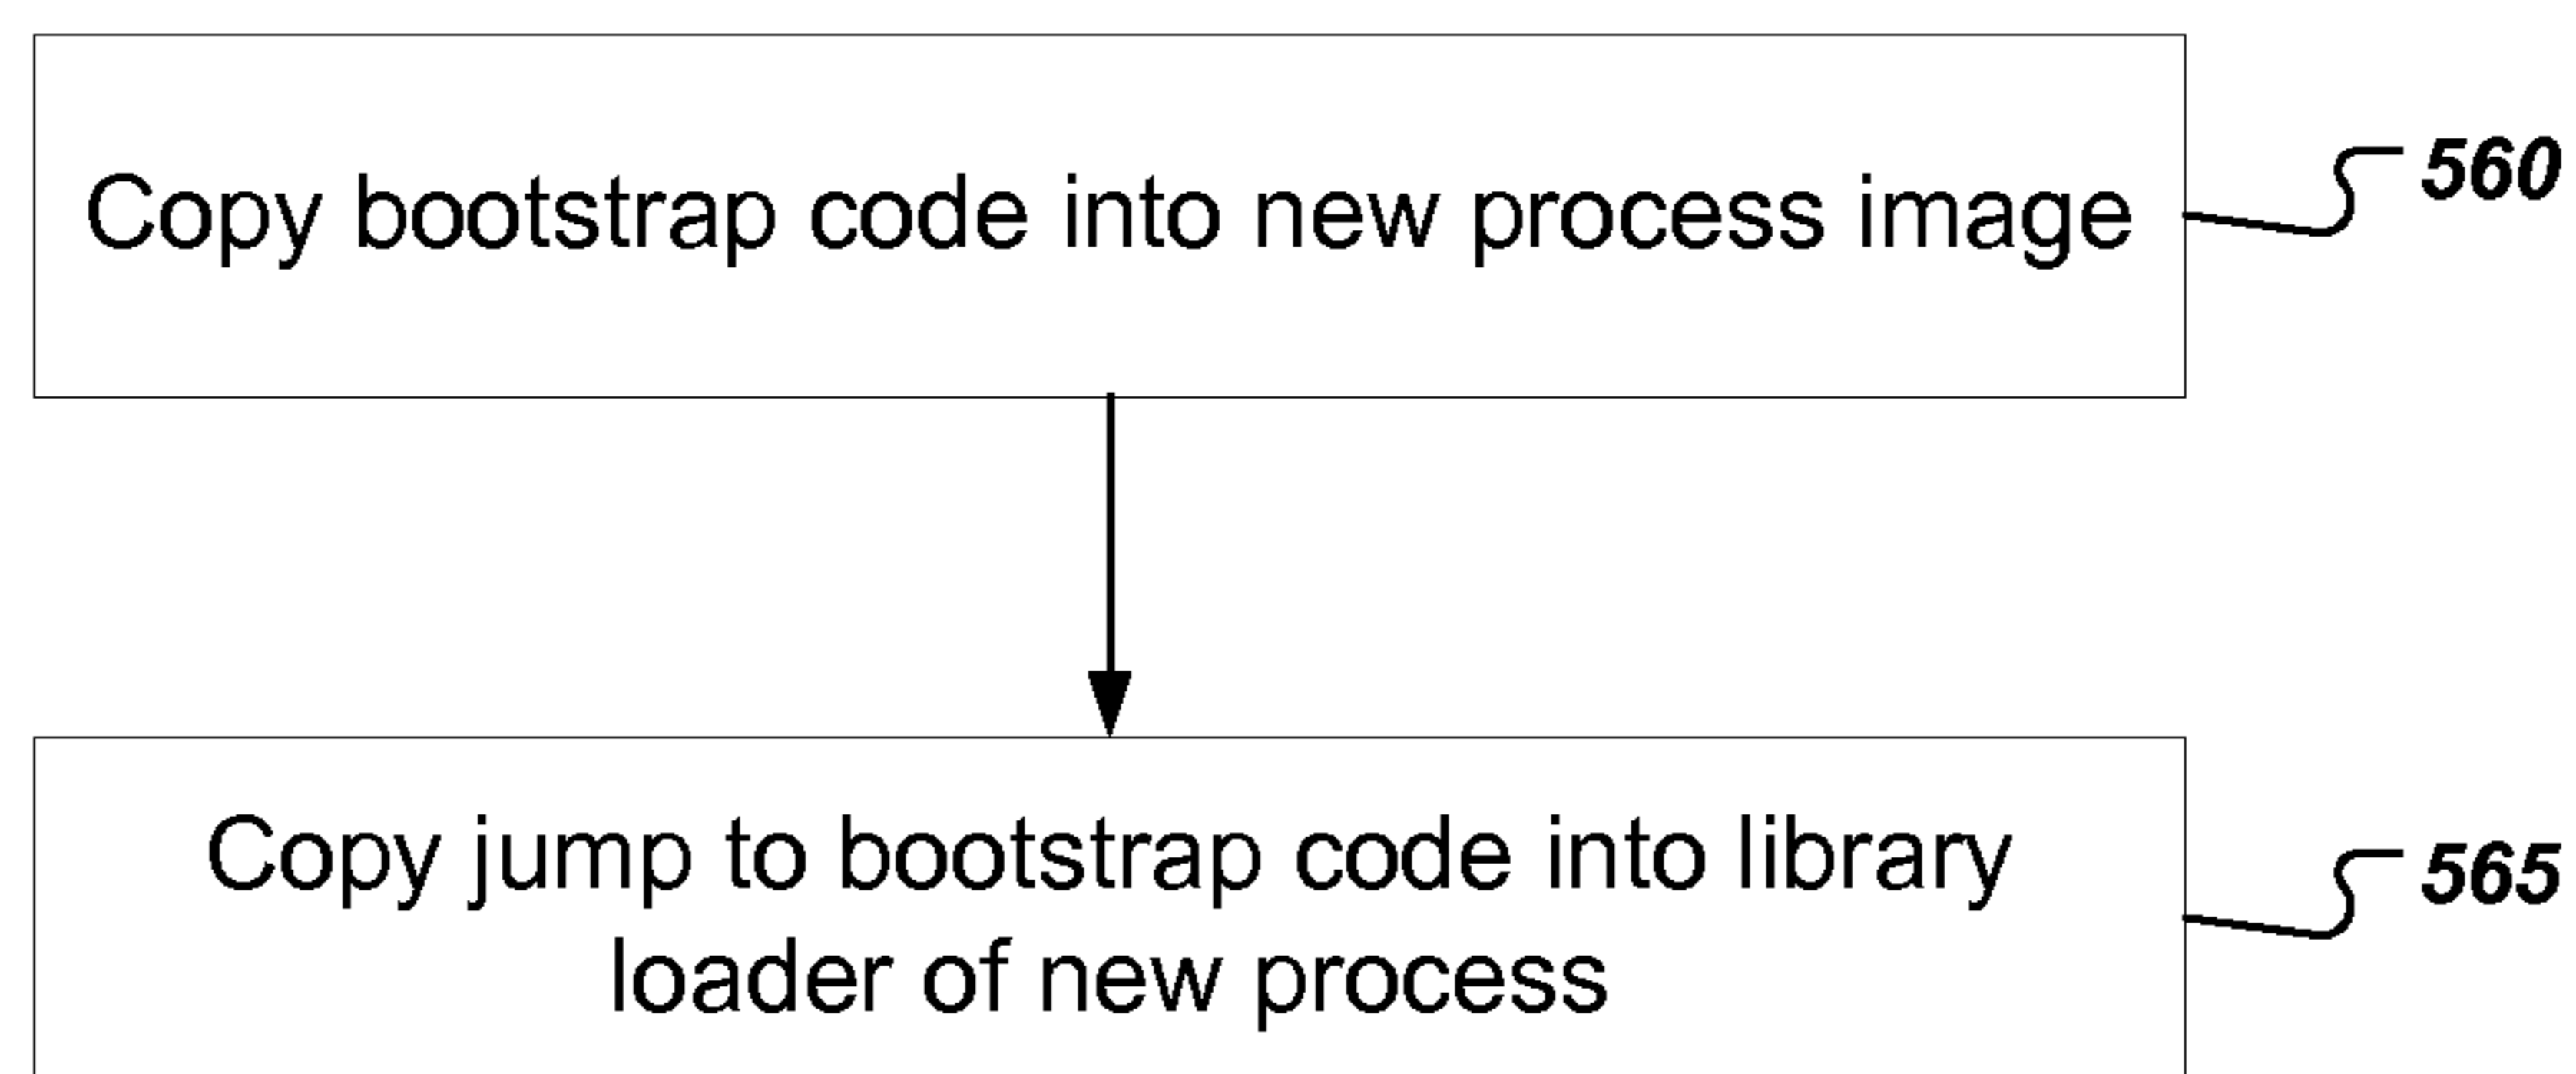 Copy bootstrap code into new process image
560
Copy jump to bootstrap code into library
loader of new process
565